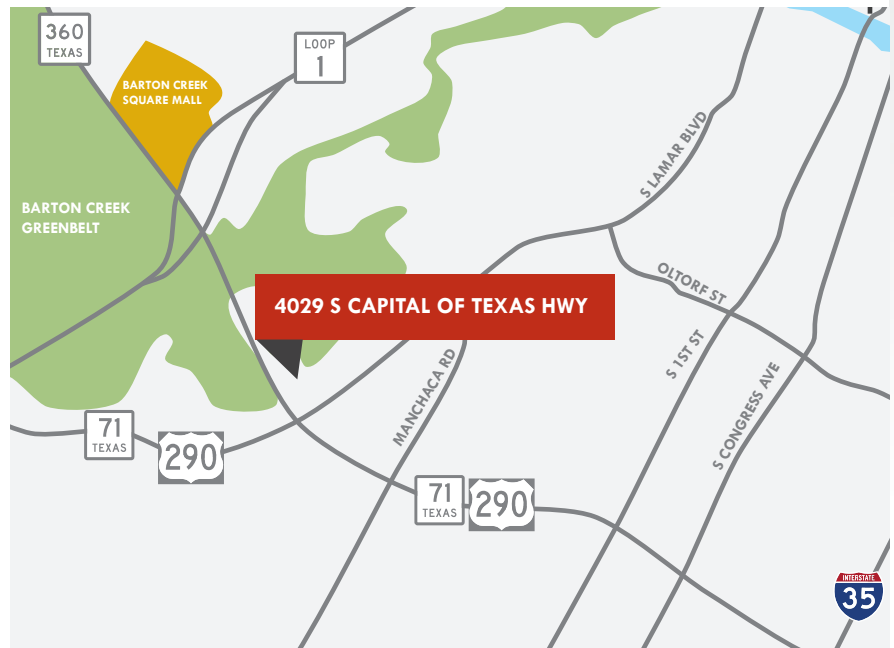 360
TEXAS
LOOP
1
BARTON CREEK
SQUARE MALL
S LAMAR BLVD
BARTON CREEK
GREENBELT
OLTORF ST
4029 S CAPITAL OF TEXAS HWY
S 1ST ST
MANCHACA RD
S CONGRESS AVE
71
TEXAS
290
71
TEXAS
290
INTERSTATE
35